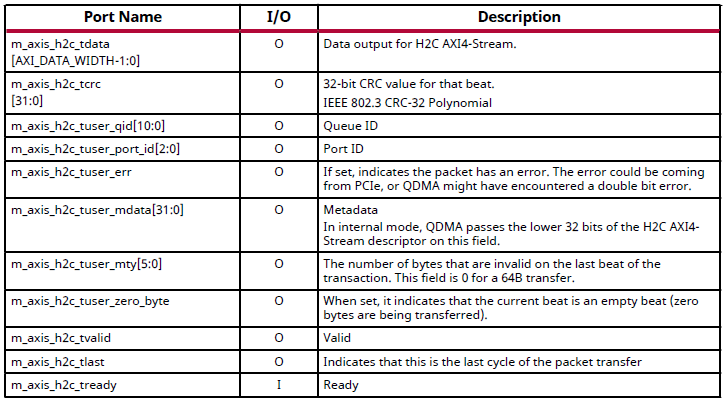 Port Name I/O Description
m_axis_h2c_tdata O Data output for H2C AXI4-Stream.
[AXI_DATA_WIDTH-1:0]
m_axis_h2c_tcrc O 32-bit CRC value for that beat.
[31:0] IEEE 802.3 CRC-32 Polynomial
m_axis_h2c_tuser_qid[10:0] O Queue ID
m_axis_h2c_tuser_port_id[2:0] O Port ID
m_axis_h2c_tuser_err O If set, indicates the packet has an error. The error could be coming
from PCIe, or QDMA might have encountered a double bit error.
m_axis_h2c_tuser_mdata[31:0] O Metadata
In internal mode, QDMA passes the lower 32 bits of the H2C AXI4-
Stream descriptor on this field.
m_axis_h2c_tuser_mty[5:0] O The number of bytes that are invalid on the last beat of the
transaction. This field is 0 for a 64B transfer.
m_axis_h2c_tuser_zero_byte O When set, it indicates that the current beat is an empty beat (zero
bytes are being transferred).
m_axis_h2c_tvalid O Valid
m_axis_h2c_tlast O Indicates that this is the last cycle of the packet transfer
m_axis_h2c_tready I Ready